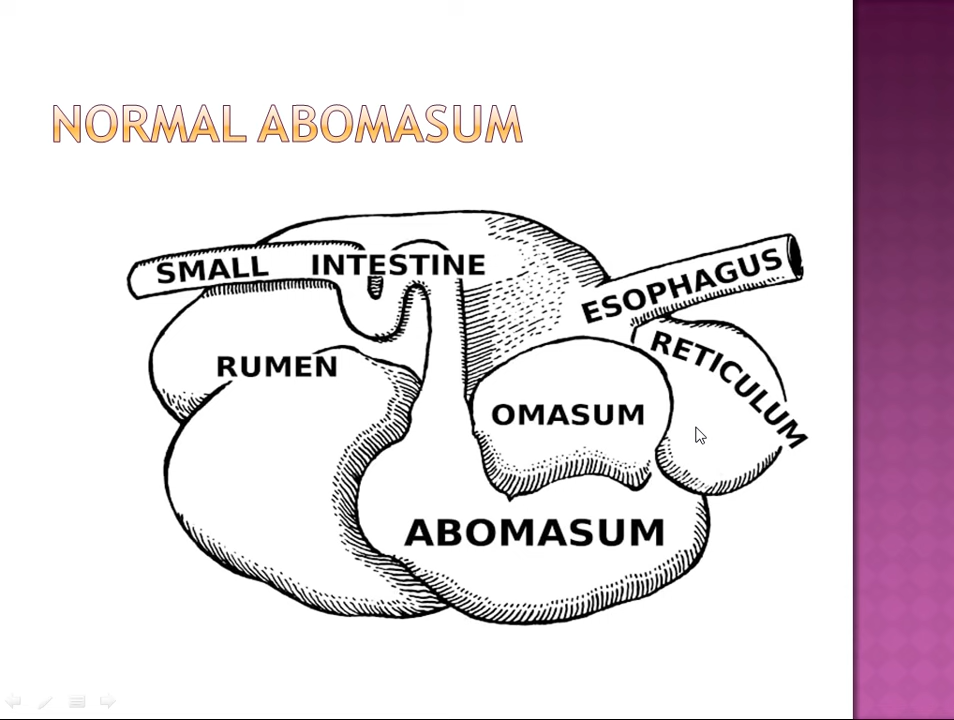 NORMAL ABOMASUM
SMALL INTESTINE
ESOPHAGUS
RETICULUM
RUMEN
OMASUM
ABOMASUM